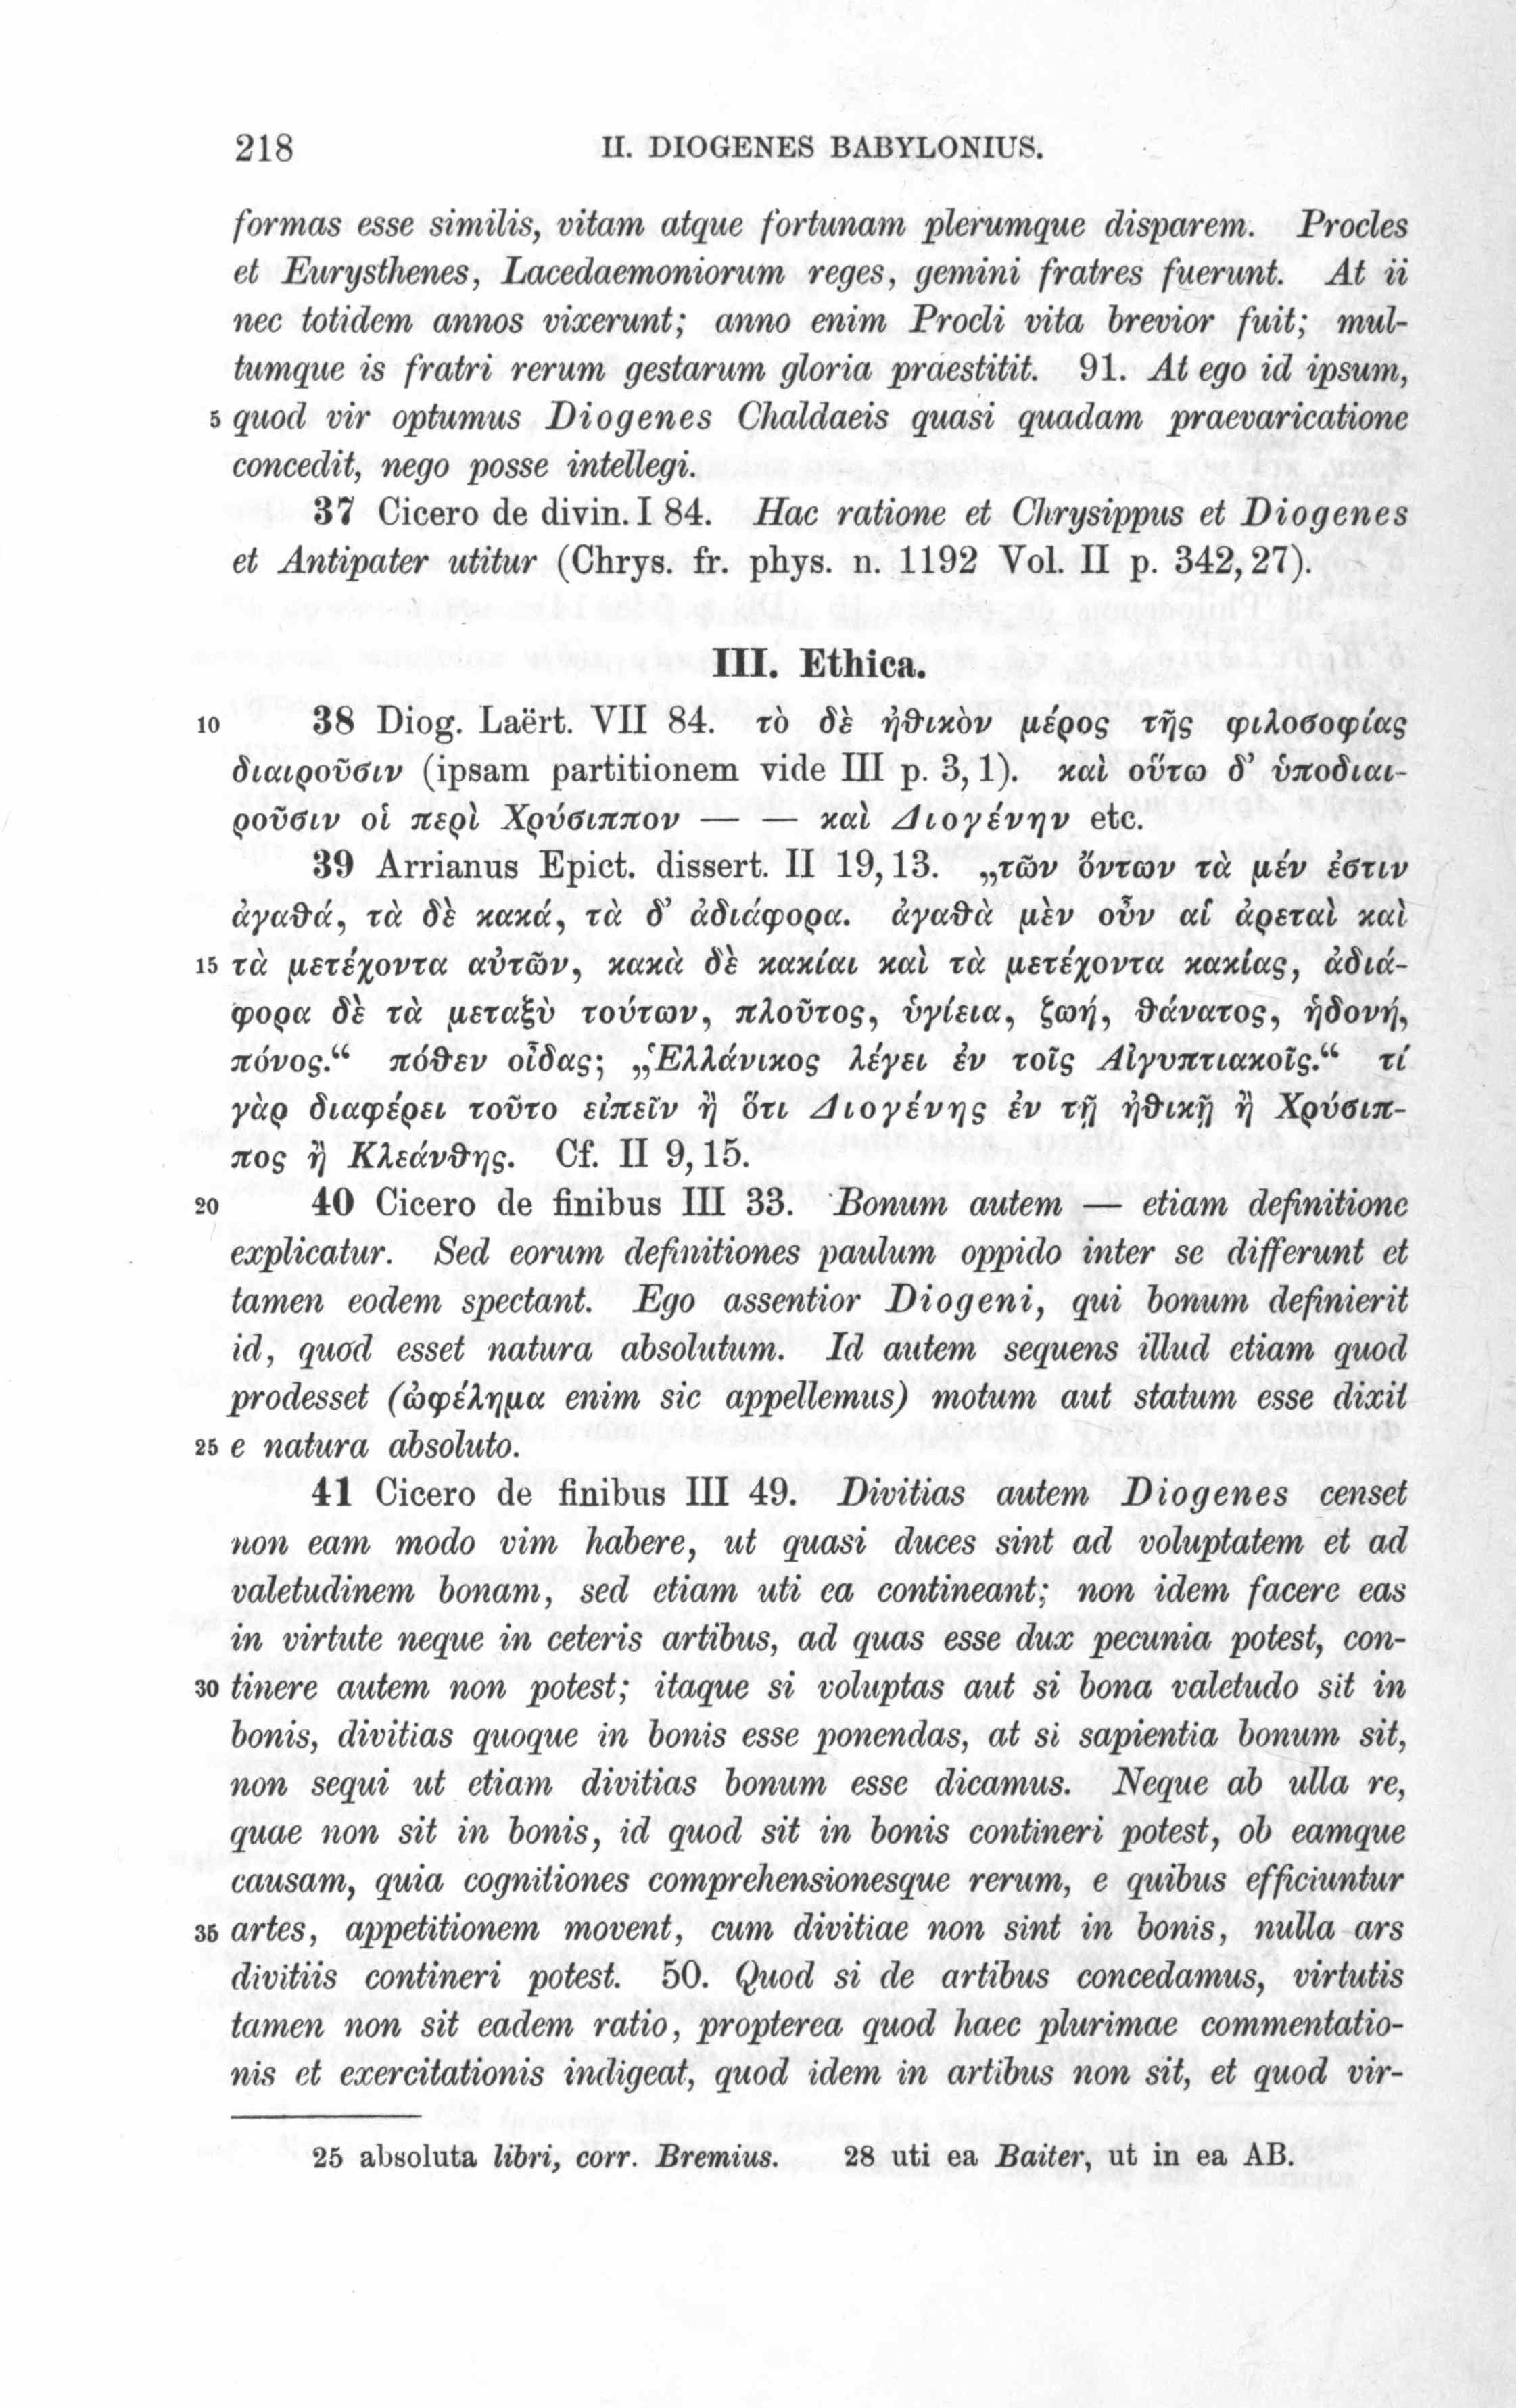 218 II. DIOGENES BABYLONIUS.
formas esse similis, vitam atque fortunam plerumque disparem. Procles
et Eurysthenes, Lacedaemoniorum reges, gemini fratres fuerunt. At ii
nec totidem annos vixerunt; anno enim Procli vita brevior fuit; mul-
tumque is fratri rerum gestarum gloria praestitit. 91. At ego id ipsum,
5 quod vir optumus Diogenes Chaldaeis quasi quadam praevaricatione
concedit, nego posse intellegi.
37 Cicero de divin. I 84. Hac ratione et Chrysippus et Diogenes
et Antipater utitur (Chrys. fr. phys. n. 1192 Vol. II p. 342, 27).
III. Ethica.
10 38 Diog. Laërt. VII 84. τὸ δὲ ἠϑικὸν μέρος τῆς φιλοσοφίας
διαιροῦσιν (ipsam partitionem vide III p. 3, 1). καὶ οὕτω δ’ ὑποδιαι-
ροῦσιν οἱ περὶ Χρύσιππον — — καὶ Διογένην etc.
39 Arrianus Epict. dissert. II 19, 13. „τῶν ὄντων τὰ μέν ἐστιν
ἀγαϑά, τὰ δὲ κακά, τὰ δ’ ἀδιάφορα. ἀγαϑὰ μὲν οὖν αἱ ἀρεταὶ καὶ
15 τὰ μετέχοντα αὐτῶν, κακὰ δὲ κακίαι καὶ τὰ μετέχοντα κακίας, ἀδιά-
φορα δὲ τὰ μεταξὺ τούτων, πλοῦτος, ὑγίεια, ζωή, ϑάνατος, ἡδονή,
πόνος.“ πόϑεν οἶδας; „Ἑλλάνικος λέγει ἐν τοῖς Αἰγυπτιακοῖς.“ τί
γὰρ διαφέρει τοῦτο εἰπεῖν ἢ ὅτι Διογένης ἐν τῇ ἠϑικῇ ἢ Χρύσιπ-
πος ἢ Κλεάνϑης. Cf. II 9, 15.
20 40 Cicero de finibus III 33. Bonum autem — etiam definitione
explicatur. Sed eorum definitiones paulum oppido inter se differunt et
tamen eodem spectant. Ego assentior Diogeni, qui bonum definierit
id, quod esset natura absolutum. Id autem sequens illud etiam quod
prodesset (ὠφέλημα enim sic appellemus) motum aut statum esse dixit
25 e natura absoluto.
41 Cicero de finibus III 49. Divitias autem Diogenes censet
non eam modo vim habere, ut quasi duces sint ad voluptatem et ad
valetudinem bonam, sed etiam uti ea contineant; non idem facere eas
in virtute neque in ceteris artibus, ad quas esse dux pecunia potest, con-
30 tinere autem non potest; itaque si voluptas aut si bona valetudo sit in
bonis, divitias quoque in bonis esse ponendas, at si sapientia bonum sit,
non sequi ut etiam divitias bonum esse dicamus. Neque ab ulla re,
quae non sit in bonis, id quod sit in bonis contineri potest, ob eamque
causam, quia cognitiones comprehensionesque rerum, e quibus efficiuntur
35 artes, appetitionem movent, cum divitiae non sint in bonis, nulla ars
divitiis contineri potest. 50. Quod si de artibus concedamus, virtutis
tamen non sit eadem ratio, propterea quod haec plurimae commentatio-
nis et exercitationis indigeat, quod idem in artibus non sit, et quod vir-
25 absoluta libri, corr. Bremius. 28 uti ea Baiter, ut in ea AB.